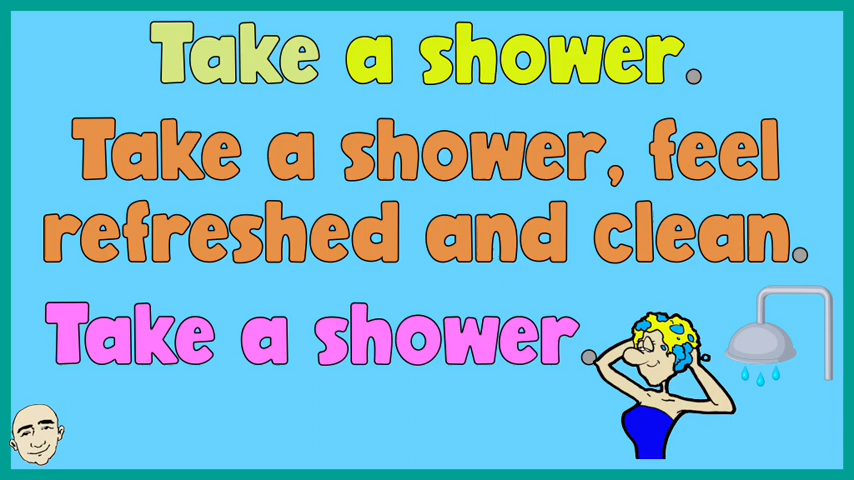 Take a shower.
Take a shower, feel
refreshed and clean.
Take a shower.